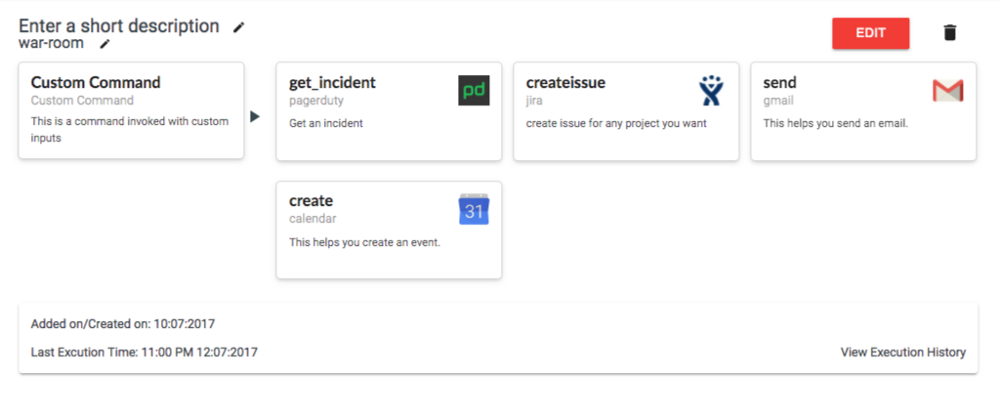 Enter a short description
war-room
EDIT
Custom Command
Custom Command
This is a command invoked with custom
inputs
get_incident
pagerduty
Get an incident
pd
createissue
jira
create issue for any project you want
send
gmail
This helps you send an email.
create
calendar
This helps you create an event.
31
Added on/Created on: 10:07:2017
Last Excution Time: 11:00 PM 12:07:2017
View Execution History